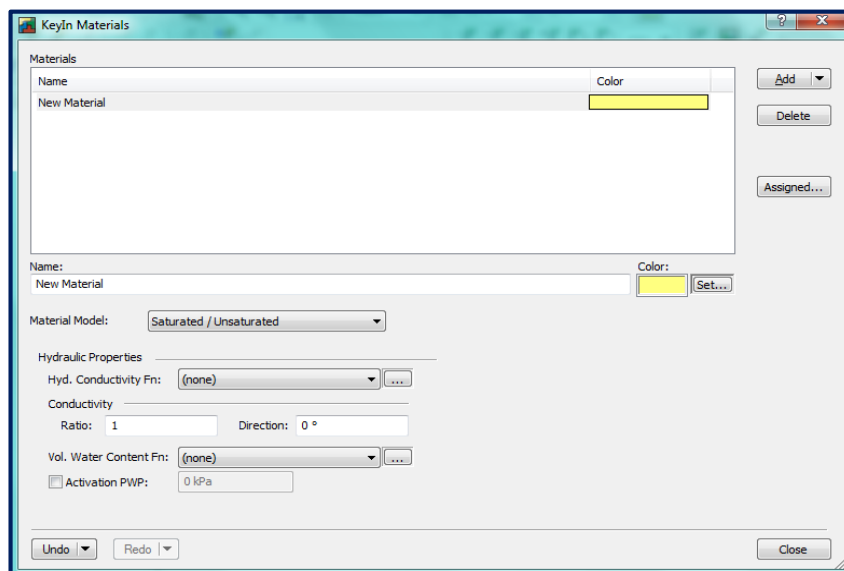 KeyIn Materials ?
Materials
Name Color
Add
New Material
Delete
Assigned...
Name: Color:
New Material Set...
Material Model: Saturated / Unsaturated
Hydraulic Properties
Hyd. Conductivity Fn: (none) ...
Conductivity
Ratio: 1 Direction: 0 °
Vol. Water Content Fn: (none) ...
Activation PWP: 0 kPa
Undo Redo Close